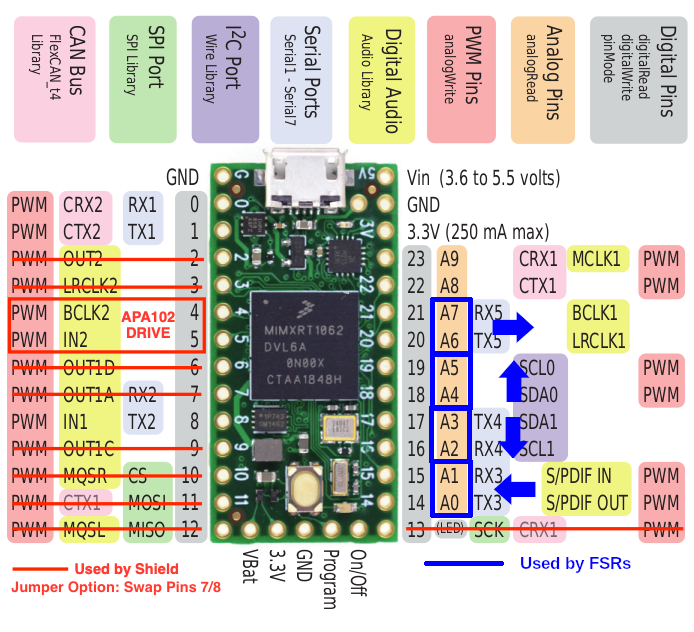 CAN Bus
FlexCAN_t4
Library
SPI Port
SPI Library
I²C Port
Wire Library
Serial Ports
Serial1 - Serial7
Digital Audio
Audio Library
PWM Pins
analogWrite
Analog Pins
analogRead
Digital Pins
digitalRead
digitalWrite
pinMode
GND G 5V Vin (3.6 to 5.5 volts)
PWM CRX2 RX1 0 0 GND
PWM CTX2 TX1 1 1 3V 3.3V (250 mA max)
PWM OUT2 2 2 23 23 A9 CRX1 MCLK1 PWM
PWM LRCLK2 3 3 22 22 A8 CTX1 PWM
PWM BCLK2 APA102 4 4 21 21 A7 RX5 BCLK1
PWM IN2 DRIVE 5 5 20 20 A6 TX5 LRCLK1
PWM OUT1D 6 6 19 19 A5 SCL0 PWM
PWM OUT1A RX2 7 7 18 18 A4 SDA0 PWM
PWM IN1 TX2 8 8 17 17 A3 TX4 SDA1
PWM OUT1C 9 9 16 16 A2 RX4 SCL1
PWM MQSR CS 10 10 15 15 A1 RX3 S/PDIF IN PWM
PWM CTX1 MOSI 11 11 14 14 A0 TX3 S/PDIF OUT PWM
PWM MQSL MISO 12 12 13 (LED) SCK CRX1 PWM
MIMXRT1062
DVL6A
0N00X
CTAA1848H
VBat
3.3V
GND
Program
On/Off
Used by Shield
Jumper Option: Swap Pins 7/8
Used by FSRs